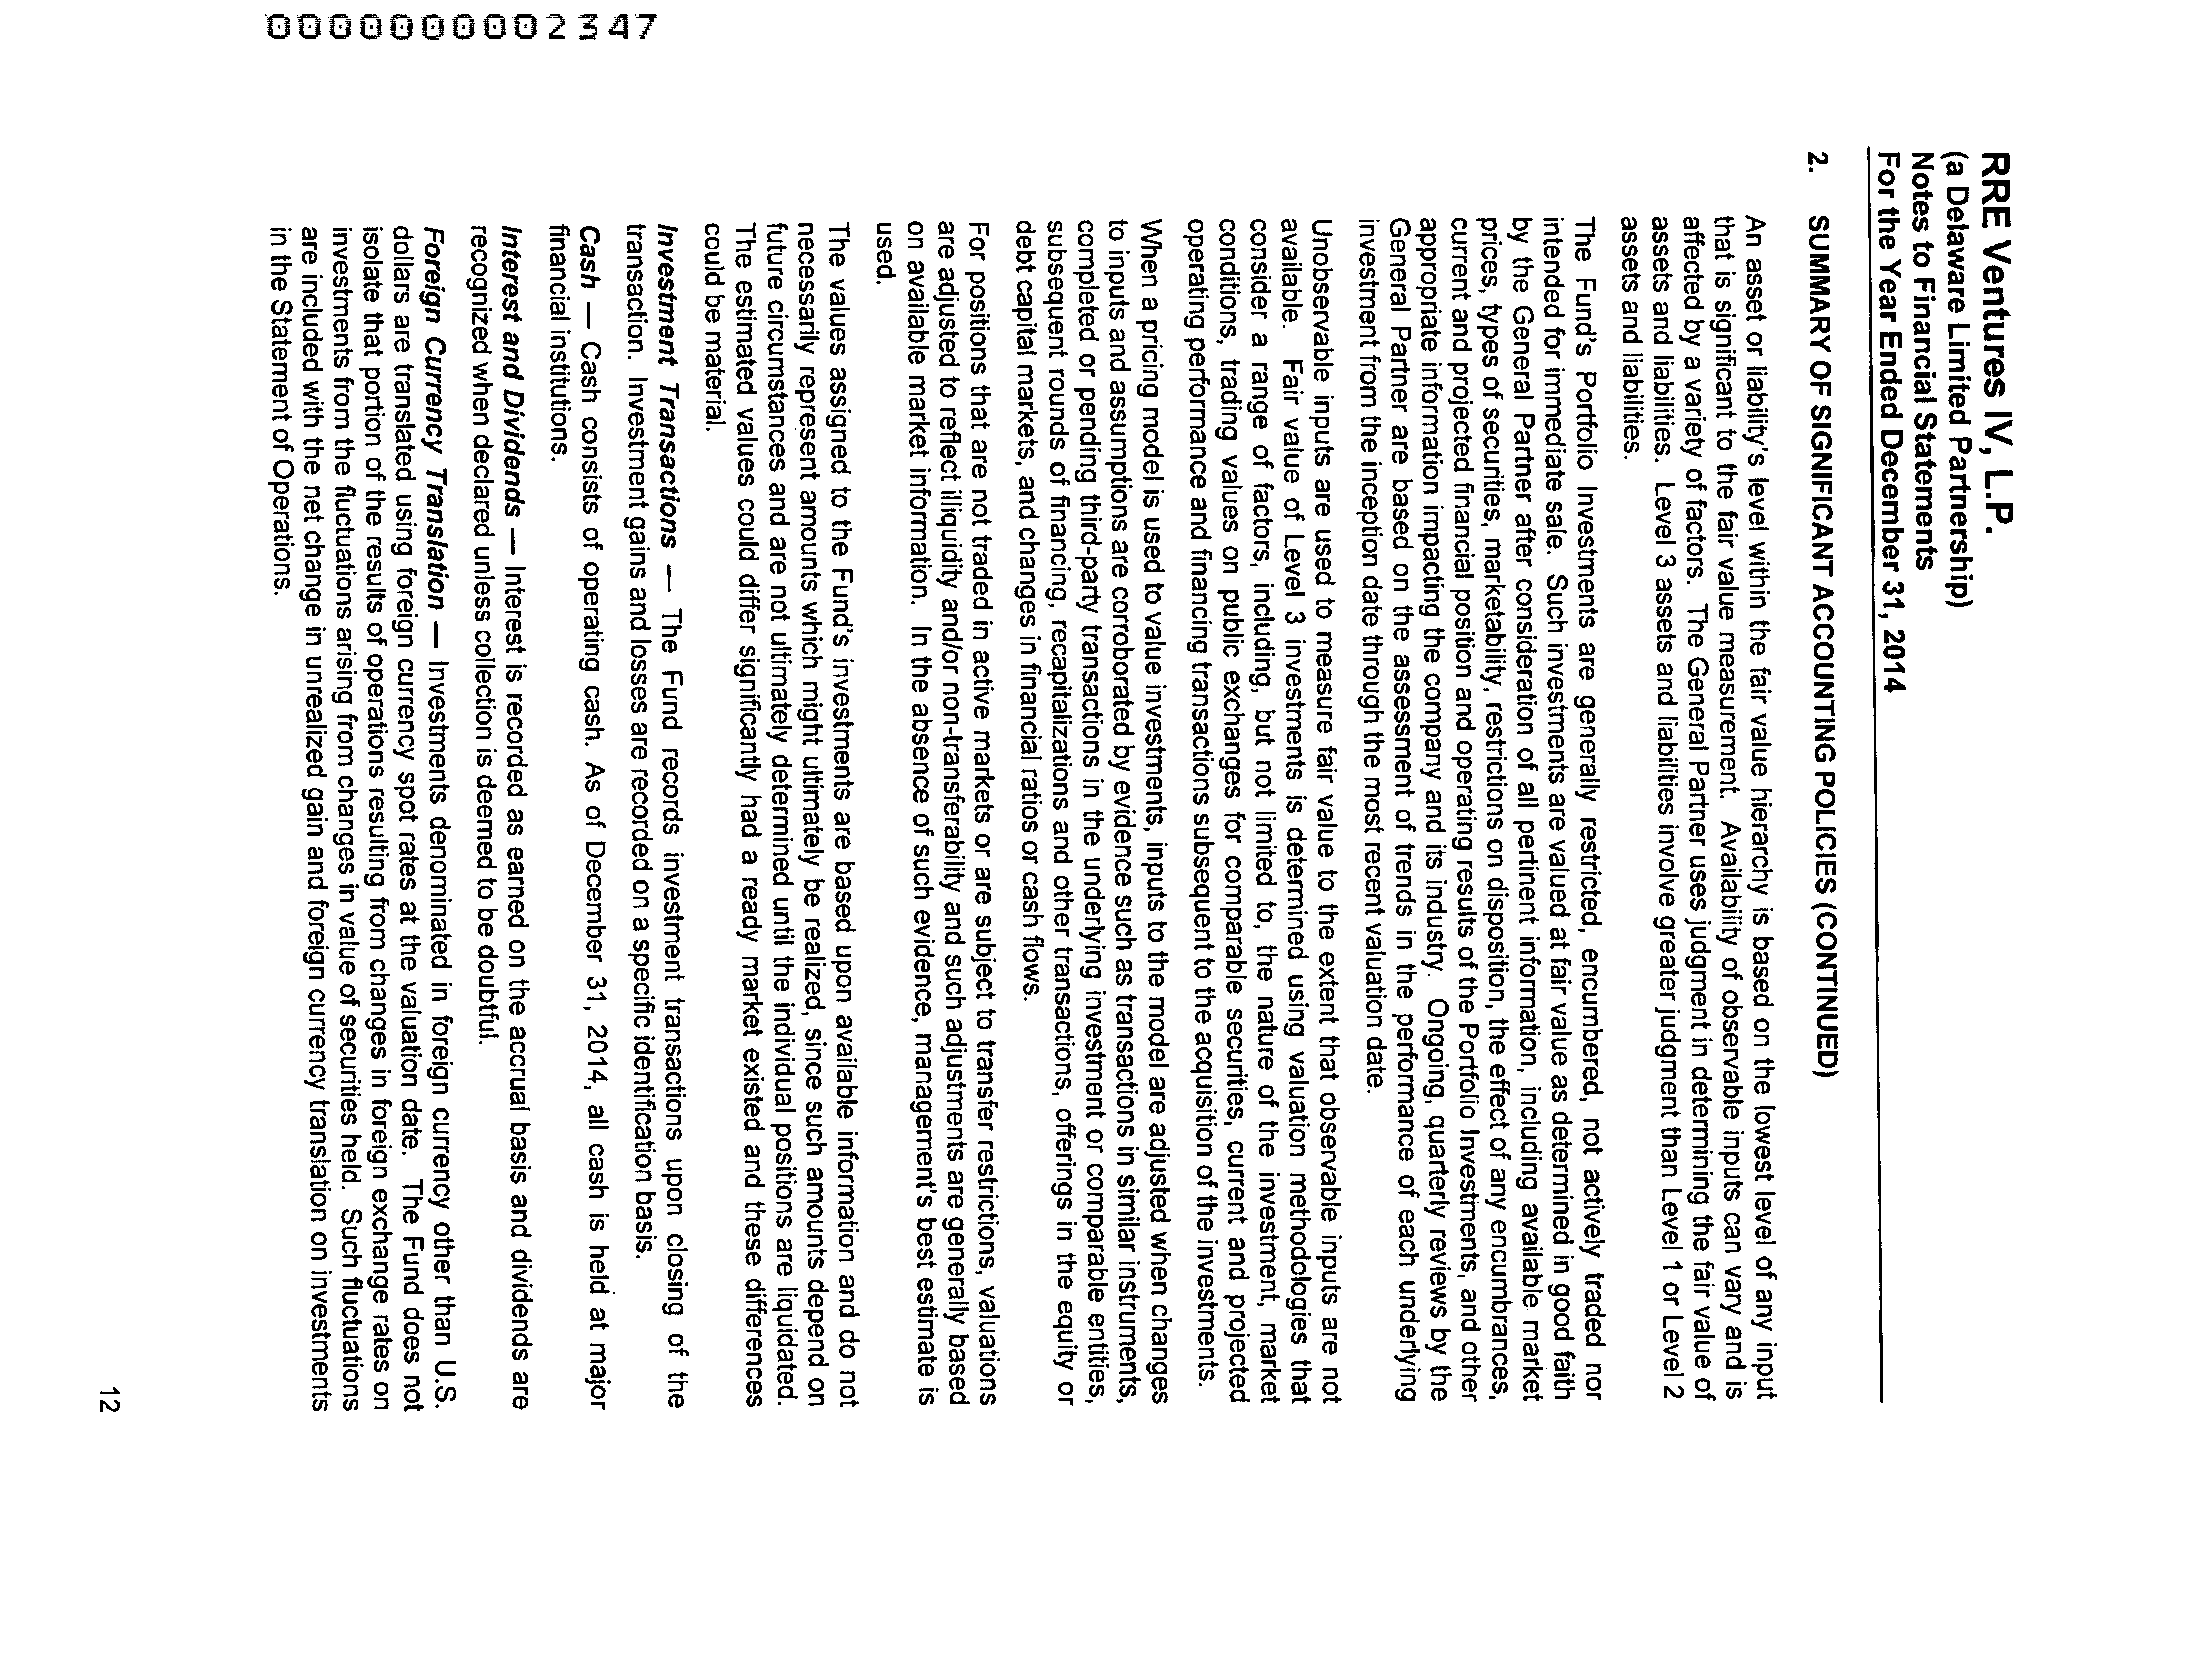 RRE Ventures IV, L.P.
(a Delaware Limited Partnership)
Notes to Financial Statements
For the Year Ended December 31, 2014
2. SUMMARY OF SIGNIFICANT ACCOUNTING POLICIES (CONTINUED)
An asset or liability's level within the fair value hierarchy is based on the lowest level of any input
that is significant to the fair value measurement. Availability of observable inputs can vary and is
affected by a variety of factors. The General Partner uses judgment in determining the fair value of
assets and liabilities. Level 3 assets and liabilities involve greater judgment than Level 1 or Level 2
assets and liabilities.
The Fund's Portfolio Investments are generally restricted, encumbered, not actively traded nor
intended for immediate sale. Such investments are valued at fair value as determined in good faith
by the General Partner after consideration of all pertinent information, including available market
prices, types of securities, marketability, restrictions on disposition, the effect of any encumbrances,
current and projected financial position and operating results of the Portfolio Investments, and other
appropriate information impacting the company and its industry. Ongoing, quarterly reviews by the
General Partner are based on the assessment of trends in the performance of each underlying
investment from the inception date through the most recent valuation date.
Unobservable inputs are used to measure fair value to the extent that observable inputs are not
available. Fair value of Level 3 investments is determined using valuation methodologies that
consider a range of factors, including, but not limited to, the nature of the investment, market
conditions, trading values on public exchanges for comparable securities, current and projected
operating performance and financing transactions subsequent to the acquisition of the investments.
When a pricing model is used to value investments, inputs to the model are adjusted when changes
to inputs and assumptions are corroborated by evidence such as transactions in similar instruments,
completed or pending third-party transactions in the underlying investment or comparable entities,
subsequent rounds of financing, recapitalizations and other transactions, offerings in the equity or
debt capital markets, and changes in financial ratios or cash flows.
For positions that are not traded in active markets or are subject to transfer restrictions, valuations
are adjusted to reflect illiquidity and/or non-transferability and such adjustments are generally based
on available market information. In the absence of such evidence, management's best estimate is
used.
The values assigned to the Fund's investments are based upon available information and do not
necessarily represent amounts which might ultimately be realized, since such amounts depend on
future circumstances and are not ultimately determined until the individual positions are liquidated.
The estimated values could differ significantly had a ready market existed and these differences
could be material.
Investment Transactions — The Fund records investment transactions upon closing of the
transaction. Investment gains and losses are recorded on a specific identification basis.
Cash — Cash consists of operating cash. As of December 31, 2014, all cash is held at major
financial institutions.
Interest and Dividends — Interest is recorded as earned on the accrual basis and dividends are
recognized when declared unless collection is deemed to be doubtful.
Foreign Currency Translation — Investments denominated in foreign currency other than U.S.
dollars are translated using foreign currency spot rates at the valuation date. The Fund does not
isolate that portion of the results of operations resulting from changes in foreign exchange rates on
investments from the fluctuations arising from changes in value of securities held. Such fluctuations
are included with the net change in unrealized gain and foreign currency translation on investments
in the Statement of Operations.
12
0000000002347